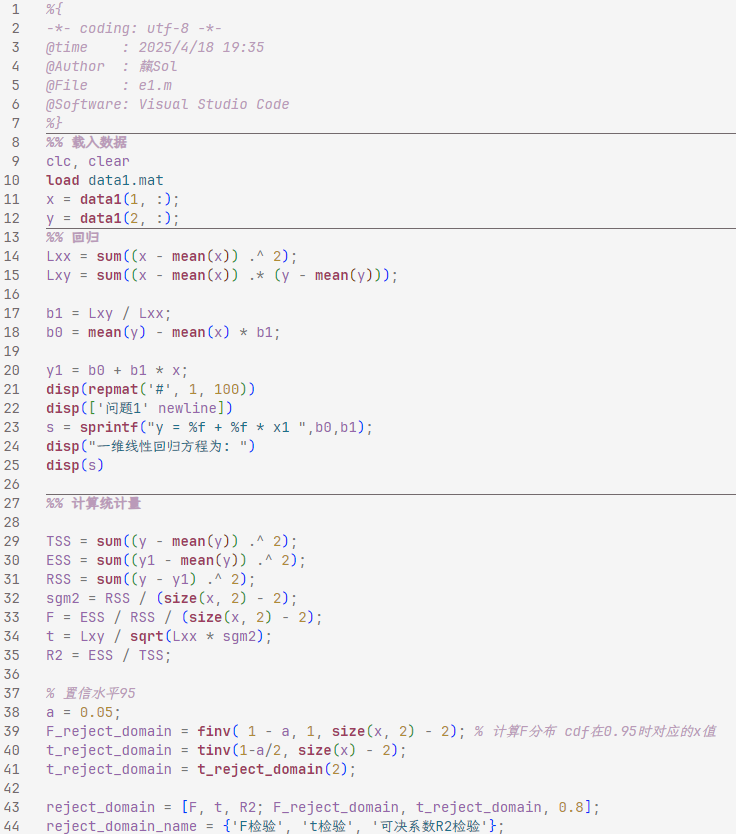 1 %{
2 -*- coding: utf-8 -*-
3 @time    : 2025/4/18 19:35
4 @Author  : 蘤Sol
5 @File    : e1.m
6 @Software: Visual Studio Code
7 %}
8 %% 载入数据
9 clc, clear
10 load data1.mat
11 x = data1(1, :);
12 y = data1(2, :);
13 %% 回归
14 Lxx = sum((x - mean(x)) .^ 2);
15 Lxy = sum((x - mean(x)) .* (y - mean(y)));
16
17 b1 = Lxy / Lxx;
18 b0 = mean(y) - mean(x) * b1;
19
20 y1 = b0 + b1 * x;
21 disp(repmat('#', 1, 100))
22 disp(['问题1' newline])
23 s = sprintf("y = %f + %f * x1 ",b0,b1);
24 disp("一维线性回归方程为: ")
25 disp(s)
26
27 %% 计算统计量
28
29 TSS = sum((y - mean(y)) .^ 2);
30 ESS = sum((y1 - mean(y)) .^ 2);
31 RSS = sum((y - y1) .^ 2);
32 sgm2 = RSS / (size(x, 2) - 2);
33 F = ESS / RSS / (size(x, 2) - 2);
34 t = Lxy / sqrt(Lxx * sgm2);
35 R2 = ESS / TSS;
36
37 % 置信水平95
38 a = 0.05;
39 F_reject_domain = finv( 1 - a, 1, size(x, 2) - 2); % 计算F分布 cdf在0.95时对应的x值
40 t_reject_domain = tinv(1-a/2, size(x) - 2);
41 t_reject_domain = t_reject_domain(2);
42
43 reject_domain = [F, t, R2; F_reject_domain, t_reject_domain, 0.8];
44 reject_domain_name = {'F检验', 't检验', '可决系数R2检验'};